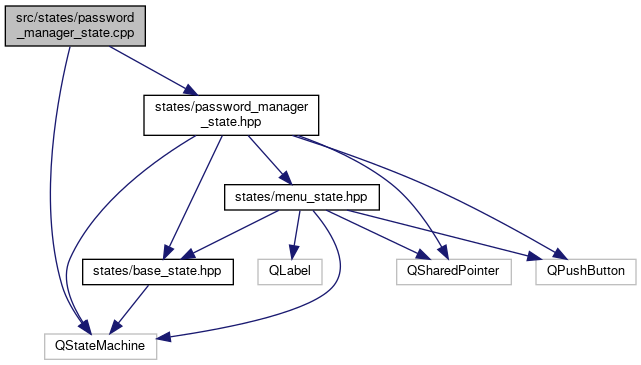 src/states/password
_manager_state.cpp
states/password_manager
_state.hpp
states/menu_state.hpp
states/base_state.hpp
QLabel
QSharedPointer
QPushButton
QStateMachine